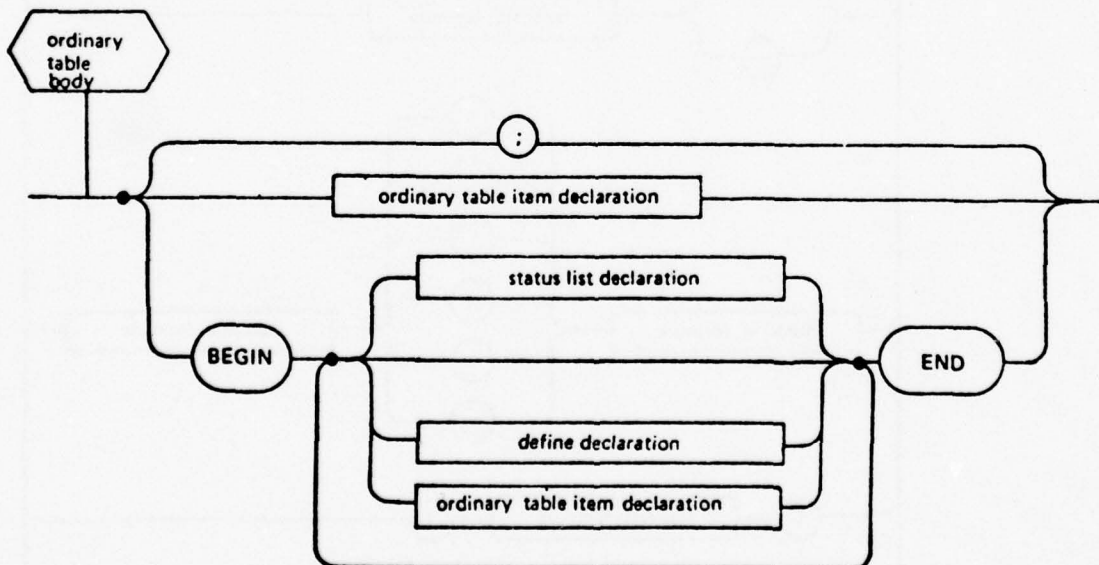 ordinary
table
body
;
ordinary table item declaration
status list declaration
BEGIN
END
define declaration
ordinary table item declaration